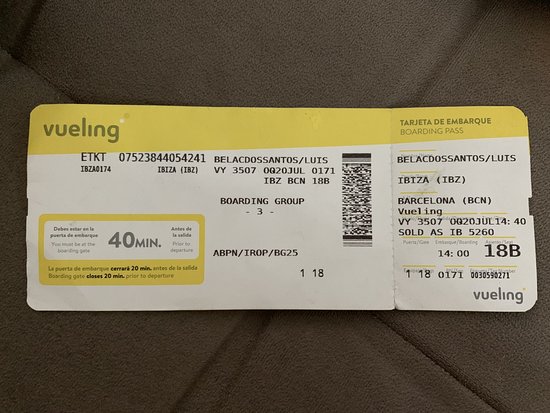 vueling
ETKT 07523844054241
IBZA0174
BELACDOSSANTOS/LUIS
VY 3507 0Q20JUL 0171
IBZ BCN 18B
BOARDING GROUP
- 3 -
Debes estar en la puerta de embarque
You must be at the boarding gate
40MIN.
Antes de la salida
Prior to departure
La puerta de embarque cerrará 20 min. antes de la salida
Boarding gate closes 20 min. prior to departure
ABPN/IROP/BG25
1 18
TARJETA DE EMBARQUE
BOARDING PASS
BELACDOSSANTOS/LUIS
IBIZA (IBZ)
BARCELONA (BCN)
Vueling
VY 3507 0Q20JUL14:40
SOLD AS IB 5260
Puerta/Gate Embarque/Boarding Asiento/Seat
14:00 18B
1 18 0171 0030590271
vueling